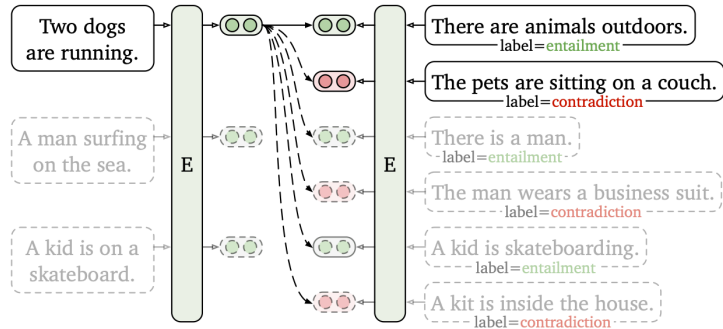 Two dogs
are running.
There are animals outdoors.
label=entailment
The pets are sitting on a couch.
label=contradiction
A man surfing
on the sea.
E
E
There is a man.
label=entailment
The man wears a business suit.
label=contradiction
A kid is on a
skateboard.
A kid is skateboarding.
label=entailment
A kit is inside the house.
label=contradiction